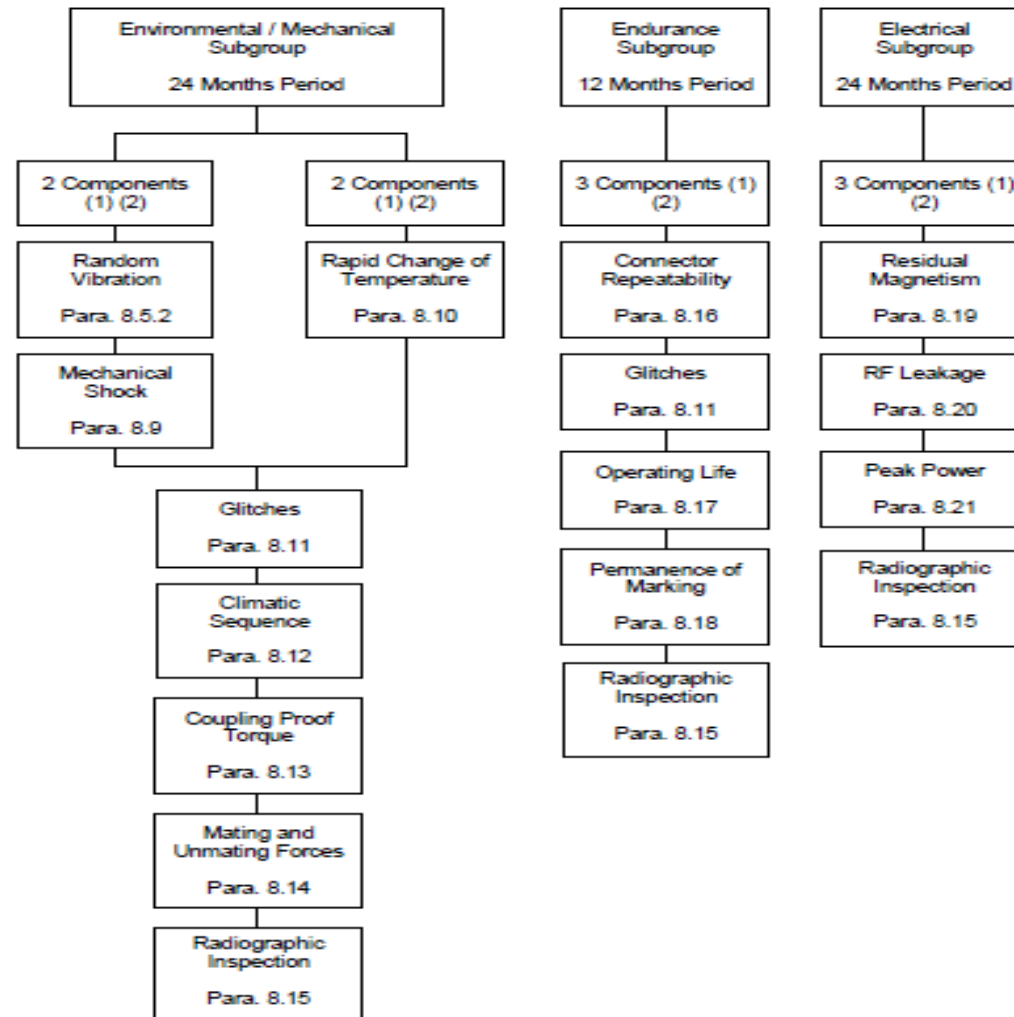 Environmental / Mechanical
Subgroup
24 Months Period
2 Components
(1) (2)
Random
Vibration
Para. 8.5.2
Mechanical
Shock
Para. 8.9
2 Components
(1) (2)
Rapid Change of
Temperature
Para. 8.10
Glitches
Para. 8.11
Climatic
Sequence
Para. 8.12
Coupling Proof
Torque
Para. 8.13
Mating and
Unmating Forces
Para. 8.14
Radiographic
Inspection
Para. 8.15
Endurance
Subgroup
12 Months Period
3 Components (1)
(2)
Connector
Repeatability
Para. 8.16
Glitches
Para. 8.11
Operating Life
Para. 8.17
Permanence of
Marking
Para. 8.18
Radiographic
Inspection
Para. 8.15
Electrical
Subgroup
24 Months Period
3 Components (1)
(2)
Residual
Magnetism
Para. 8.19
RF Leakage
Para. 8.20
Peak Power
Para. 8.21
Radiographic
Inspection
Para. 8.15